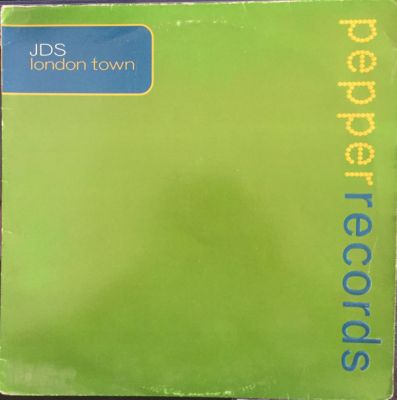 JDS
london town
pepper records